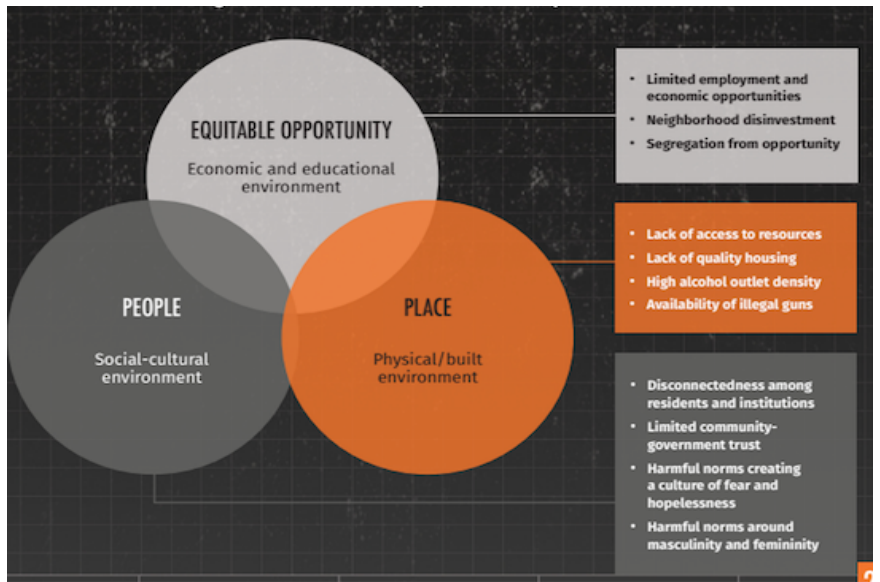 EQUITABLE OPPORTUNITY
Economic and educational
environment
PEOPLE
Social-cultural
environment
PLACE
Physical/built
environment
• Limited employment and
economic opportunities
• Neighborhood disinvestment
• Segregation from opportunity
• Lack of access to resources
• Lack of quality housing
• High alcohol outlet density
• Availability of illegal guns
• Disconnectedness among
residents and institutions
• Limited community-
government trust
• Harmful norms creating
a culture of fear and
hopelessness
• Harmful norms around
masculinity and femininity